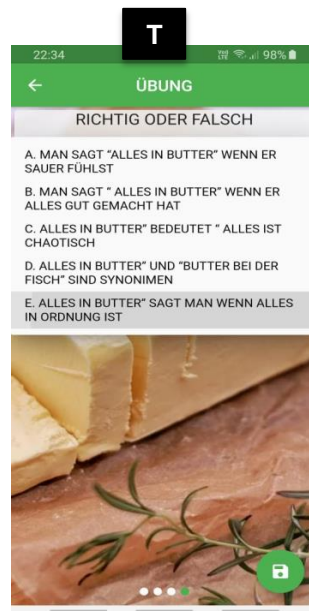 T
22:34 98%
ÜBUNG
RICHTIG ODER FALSCH
A. MAN SAGT "ALLES IN BUTTER" WENN ER
SAUER FÜHLST
B. MAN SAGT " ALLES IN BUTTER" WENN ER
ALLES GUT GEMACHT HAT
C. ALLES IN BUTTER" BEDEUTET " ALLES IST
CHAOTISCH
D. ALLES IN BUTTER" UND "BUTTER BEI DER
FISCH" SIND SYNONIMEN
E. ALLES IN BUTTER" SAGT MAN WENN ALLES
IN ORDNUNG IST